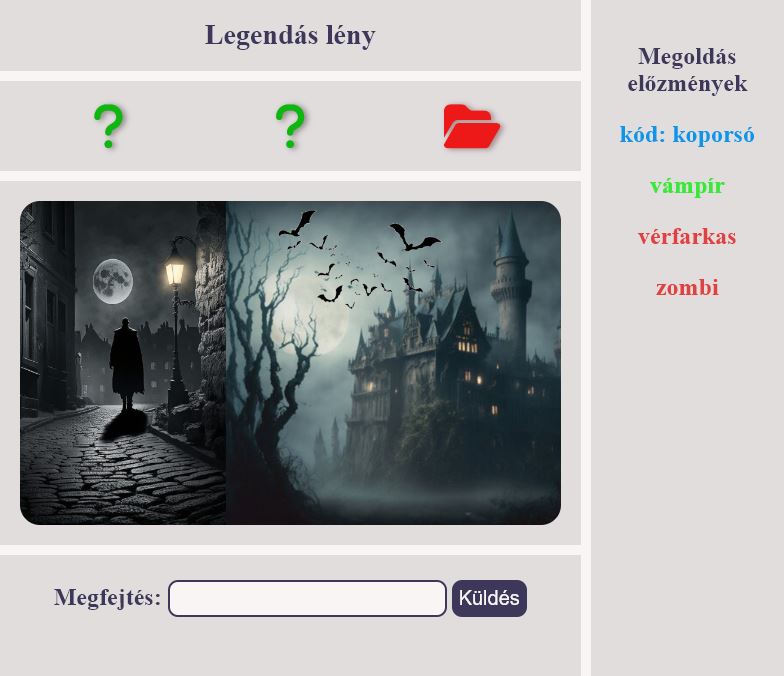 Legendás lény
? ?
Megfejtés:
Küldés
Megoldás
előzmények
kód: koporsó
vámpír
vérfarkas
zombi